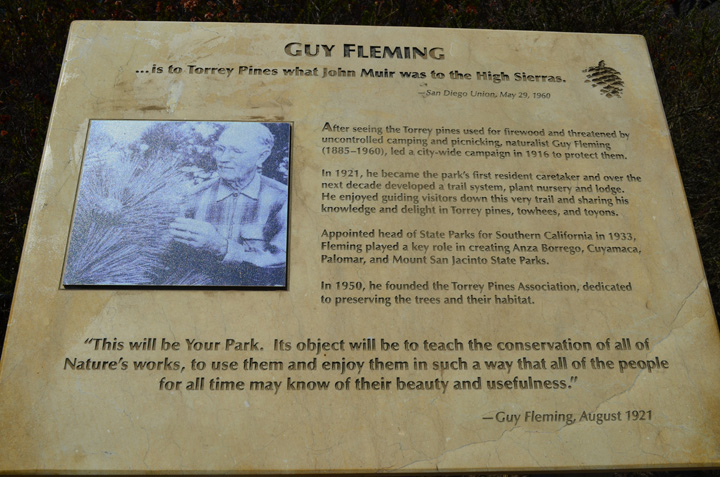 GUY FLEMING
...is to Torrey Pines what John Muir was to the High Sierras.
—San Diego Union, May 29, 1960
After seeing the Torrey pines used for firewood and threatened by
uncontrolled camping and picnicking, naturalist Guy Fleming
(1885–1960), led a city-wide campaign in 1916 to protect them.
In 1921, he became the park's first resident caretaker and over the
next decade developed a trail system, plant nursery and lodge.
He enjoyed guiding visitors down this very trail and sharing his
knowledge and delight in Torrey pines, towhees, and toyons.
Appointed head of State Parks for Southern California in 1933,
Fleming played a key role in creating Anza Borrego, Cuyamaca,
Palomar, and Mount San Jacinto State Parks.
In 1950, he founded the Torrey Pines Association, dedicated
to preserving the trees and their habitat.
“This will be Your Park. Its object will be to teach the conservation of all of
Nature's works, to use them and enjoy them in such a way that all of the people
for all time may know of their beauty and usefulness.”
—Guy Fleming, August 1921